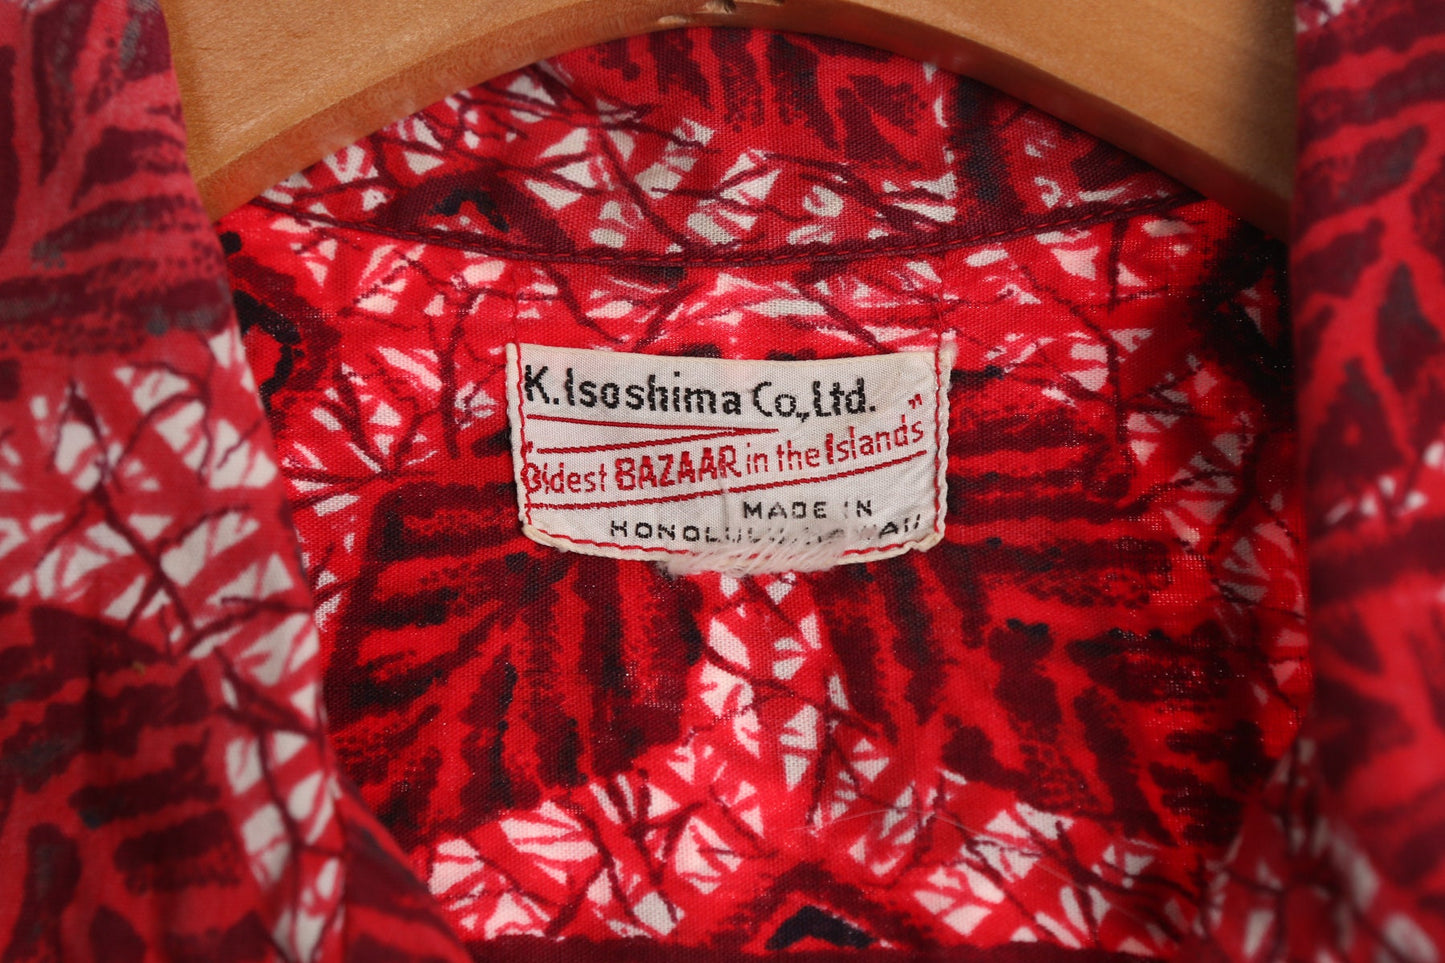 K. Isoshima Co., Ltd.
"Oldest BAZAAR in the Islands"
MADE IN
HONOLULU, HAWAII